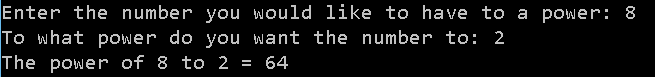 Enter the number you would like to have to a power: 8
To what power do you want the number to: 2
The power of 8 to 2 = 64